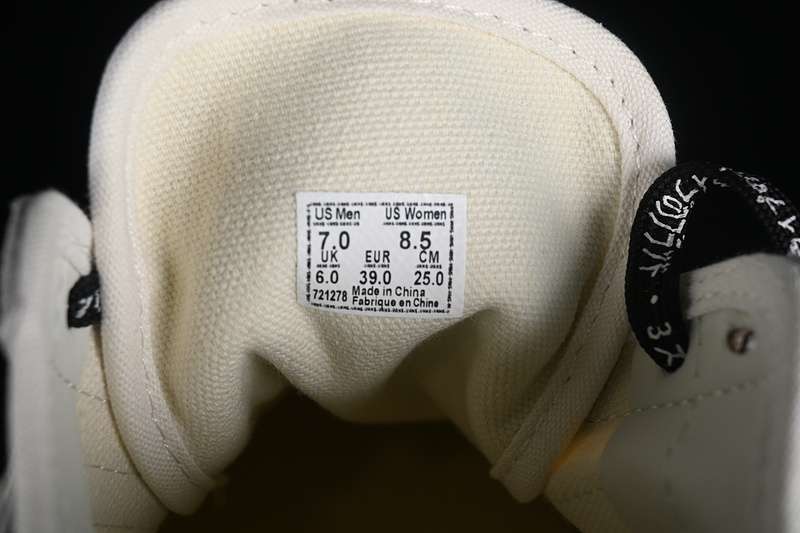 US Men US Women
7.0 8.5
UK EUR CM
6.0 39.0 25.0
721278 Made in China
Fabrique en Chine